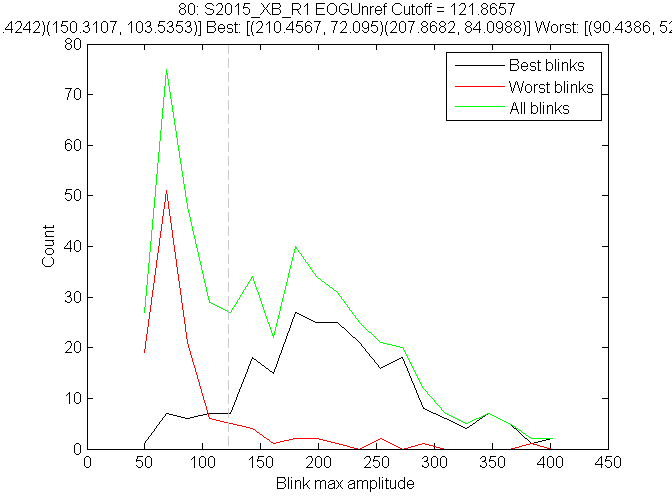 80: S2015_XB_R1 EOGUnref Cutoff = 121.8657
.4242)(150.3107, 103.5353)] Best: [(210.4567, 72.095)(207.8682, 84.0988)] Worst: [(90.4386, 52
80
70
60
50
40
30
20
10
0
Count
Best blinks
Worst blinks
All blinks
0 50 100 150 200 250 300 350 400 450
Blink max amplitude